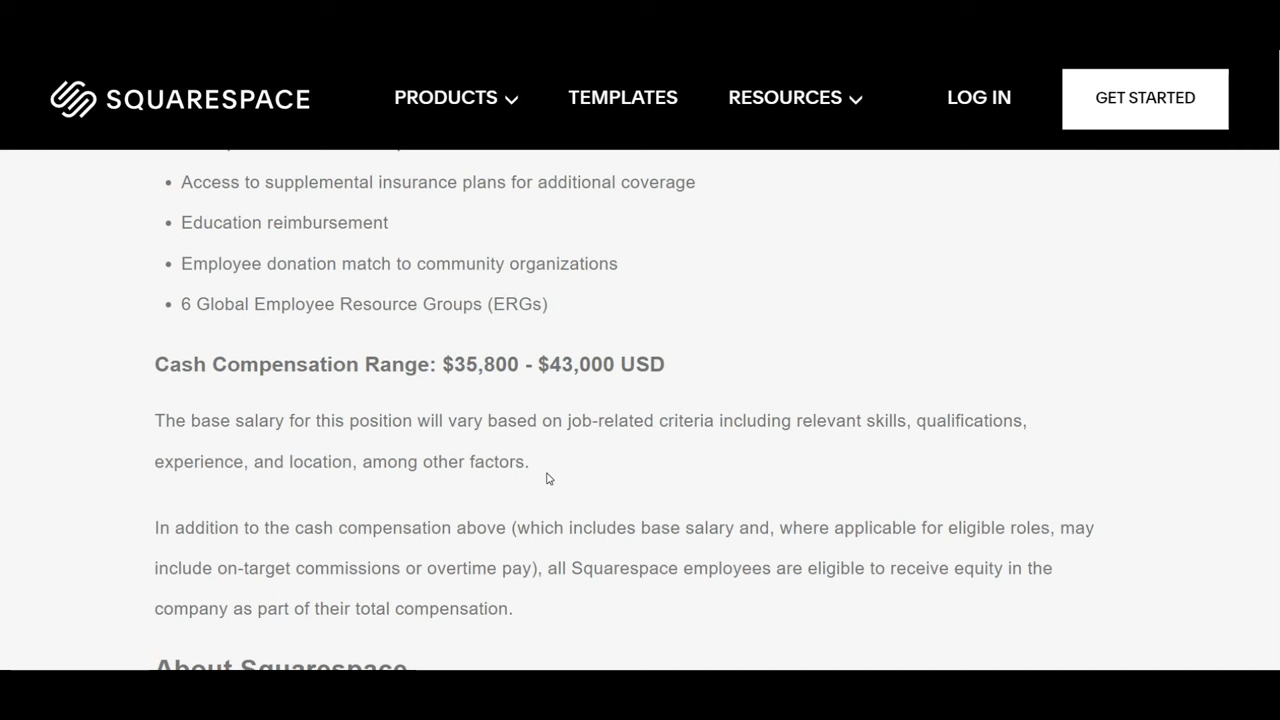 SQUARESPACE PRODUCTS TEMPLATES RESOURCES LOG IN GET STARTED
• Access to supplemental insurance plans for additional coverage
• Education reimbursement
• Employee donation match to community organizations
• 6 Global Employee Resource Groups (ERGs)
Cash Compensation Range: $35,800 - $43,000 USD
The base salary for this position will vary based on job-related criteria including relevant skills, qualifications,
experience, and location, among other factors.
In addition to the cash compensation above (which includes base salary and, where applicable for eligible roles, may
include on-target commissions or overtime pay), all Squarespace employees are eligible to receive equity in the
company as part of their total compensation.
About Squarespace